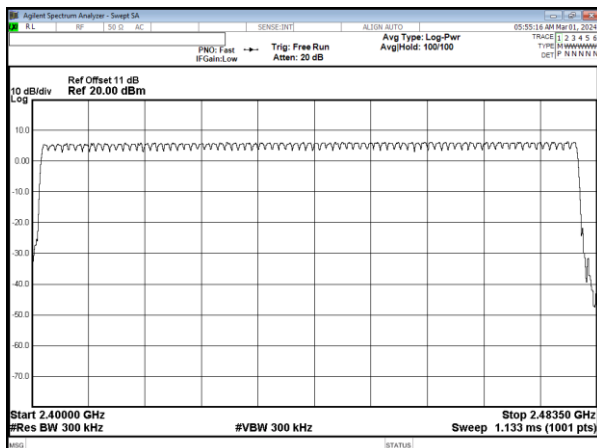 Agilent Spectrum Analyzer - Swept SA
RL RF 50 Ω AC SENSE:INT ALIGN AUTO 05:55:16 AM Mar 01, 2024
PNO: Fast Trig: Free Run Avg Type: Log-Pwr TRACE 1 2 3 4 5 6
IFGain:Low Atten: 20 dB Avg|Hold: 100/100 TYPE M WWWWW
DET P N N N N N
Ref Offset 11 dB
10 dB/div Ref 20.00 dBm
Log
10.0
0.00
-10.0
-20.0
-30.0
-40.0
-50.0
-60.0
-70.0
Start 2.40000 GHz Stop 2.48350 GHz
#Res BW 300 kHz #VBW 300 kHz Sweep 1.133 ms (1001 pts)
MSG STATUS